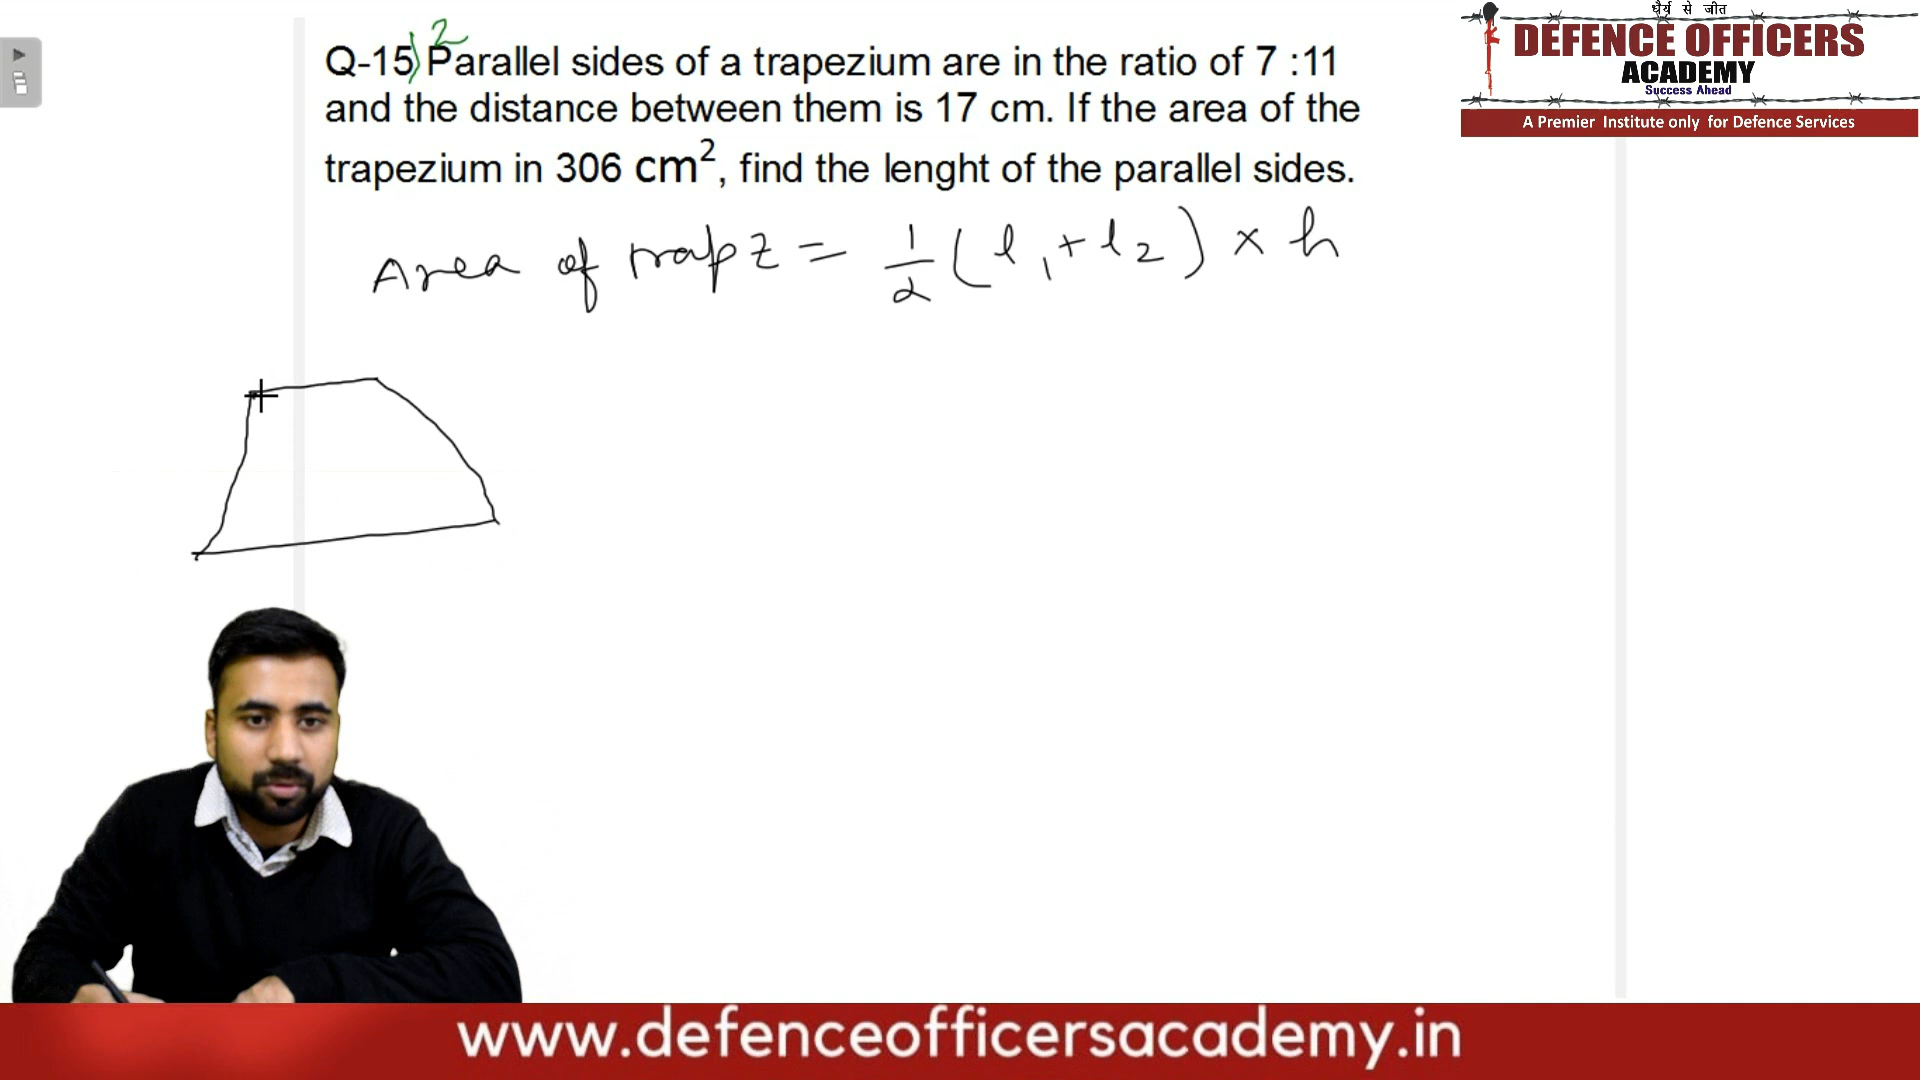 धैर्य से जीत
DEFENCE OFFICERS
ACADEMY
Success Ahead
A Premier Institute only for Defence Services
2
Q-15) Parallel sides of a trapezium are in the ratio of 7 :11
and the distance between them is 17 cm. If the area of the
trapezium in 306 cm², find the lenght of the parallel sides.
Area of trapz = 1/2 (l₁+l₂) × h
www.defenceofficersacademy.in